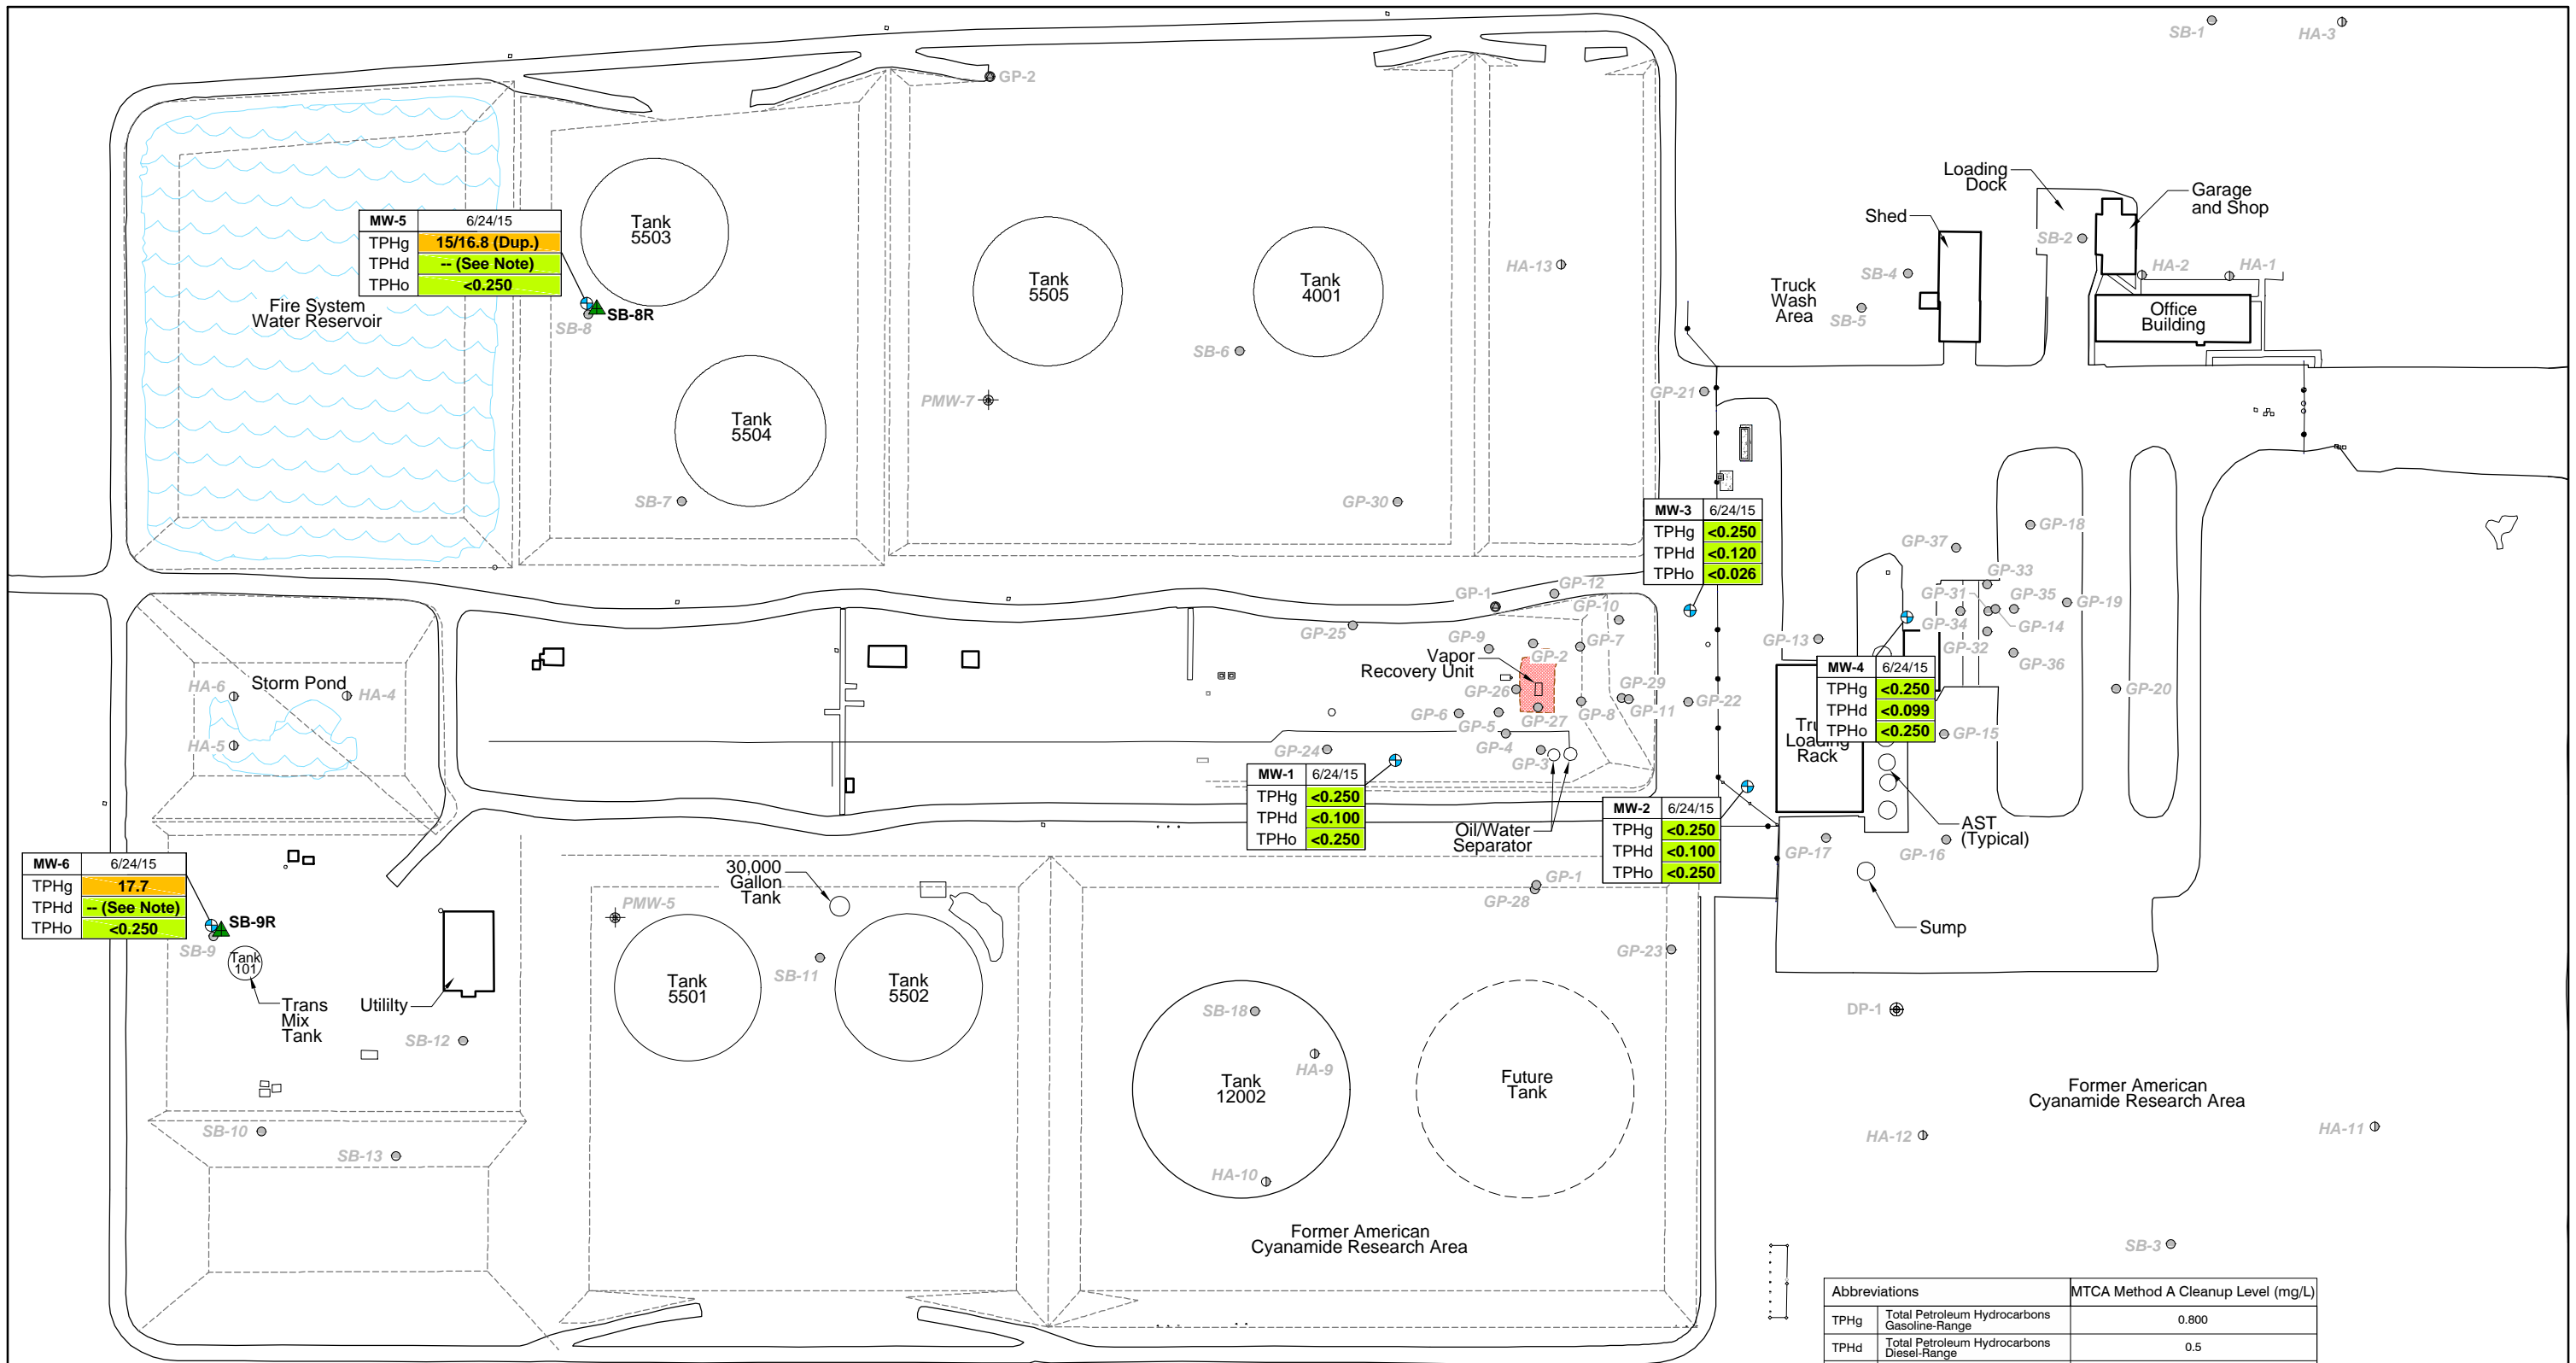 SB-1
HA-3
GP-2
Loading
Dock
Garage
and Shop
Shed
SB-2
SB-4
HA-2
HA-1
Truck
Wash
Area
SB-5
Office
Building
MW-5 6/24/15
TPHg 15/16.8 (Dup.)
TPHd -- (See Note)
TPHo <0.250
Fire System
Water Reservoir
SB-8R
SB-8
Tank
5503
Tank
5504
SB-7
Tank
5505
Tank
4001
HA-13
SB-6
PMW-7
GP-30
GP-21
MW-3 6/24/15
TPHg <0.250
TPHd <0.120
TPHo <0.026
GP-18
GP-37
GP-33
GP-31
GP-35
GP-19
GP-34
GP-14
GP-32
GP-36
GP-13
GP-20
GP-1
GP-12
GP-10
GP-25
GP-9
GP-2
GP-7
Vapor
Recovery Unit
GP-26
GP-29
GP-6
GP-5
GP-27
GP-8
GP-11
GP-22
GP-24
GP-4
GP-3
MW-4 6/24/15
TPHg <0.250
TPHd <0.099
TPHo <0.250
Truck
Loading
Rack
GP-15
HA-6
Storm Pond
HA-4
HA-5
MW-1 6/24/15
TPHg <0.250
TPHd <0.100
TPHo <0.250
Oil/Water
Separator
MW-2 6/24/15
TPHg <0.250
TPHd <0.100
TPHo <0.250
AST
(Typical)
GP-17
GP-16
Sump
MW-6 6/24/15
TPHg 17.7
TPHd -- (See Note)
TPHo <0.250
SB-9R
SB-9
Tank
101
Trans
Mix
Tank
Utililty
SB-12
SB-10
SB-13
30,000
Gallon
Tank
PMW-5
SB-11
Tank
5501
Tank
5502
GP-1
GP-28
GP-23
SB-18
HA-9
Tank
12002
HA-10
Future
Tank
Former American
Cyanamide Research Area
DP-1
Former American
Cyanamide Research Area
HA-12
HA-11
SB-3
Abbreviations MTCA Method A Cleanup Level (mg/L)
TPHg Total Petroleum Hydrocarbons Gasoline-Range 0.800
TPHd Total Petroleum Hydrocarbons Diesel-Range 0.5